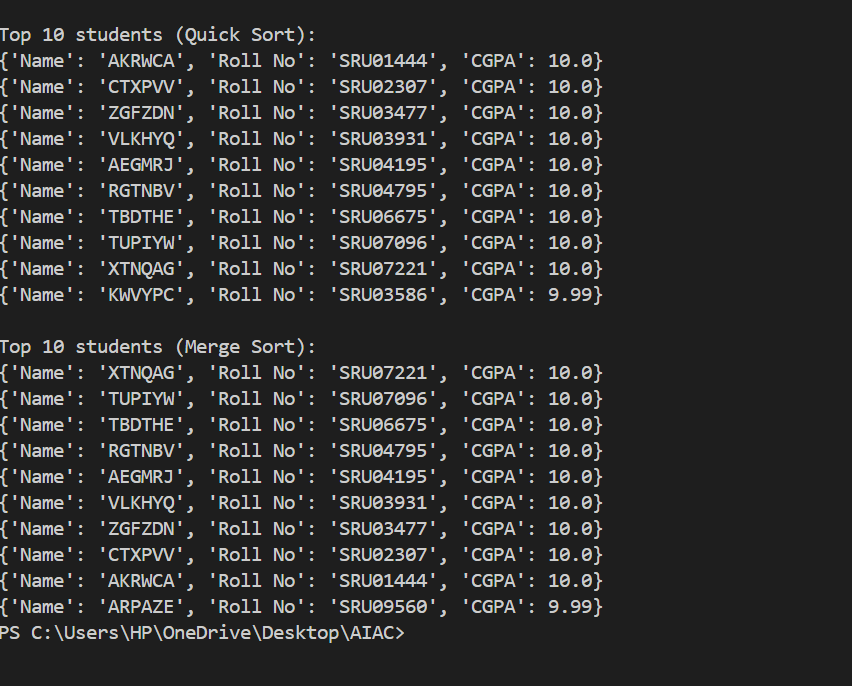 Top 10 students (Quick Sort):
{'Name': 'AKRWCA', 'Roll No': 'SRU01444', 'CGPA': 10.0}
{'Name': 'CTXPVV', 'Roll No': 'SRU02307', 'CGPA': 10.0}
{'Name': 'ZGFZDN', 'Roll No': 'SRU03477', 'CGPA': 10.0}
{'Name': 'VLKHYQ', 'Roll No': 'SRU03931', 'CGPA': 10.0}
{'Name': 'AEGMRJ', 'Roll No': 'SRU04195', 'CGPA': 10.0}
{'Name': 'RGTNBV', 'Roll No': 'SRU04795', 'CGPA': 10.0}
{'Name': 'TBDTHE', 'Roll No': 'SRU06675', 'CGPA': 10.0}
{'Name': 'TUPIYW', 'Roll No': 'SRU07096', 'CGPA': 10.0}
{'Name': 'XTNQAG', 'Roll No': 'SRU07221', 'CGPA': 10.0}
{'Name': 'KWVYPC', 'Roll No': 'SRU03586', 'CGPA': 9.99}
Top 10 students (Merge Sort):
{'Name': 'XTNQAG', 'Roll No': 'SRU07221', 'CGPA': 10.0}
{'Name': 'TUPIYW', 'Roll No': 'SRU07096', 'CGPA': 10.0}
{'Name': 'TBDTHE', 'Roll No': 'SRU06675', 'CGPA': 10.0}
{'Name': 'RGTNBV', 'Roll No': 'SRU04795', 'CGPA': 10.0}
{'Name': 'AEGMRJ', 'Roll No': 'SRU04195', 'CGPA': 10.0}
{'Name': 'VLKHYQ', 'Roll No': 'SRU03931', 'CGPA': 10.0}
{'Name': 'ZGFZDN', 'Roll No': 'SRU03477', 'CGPA': 10.0}
{'Name': 'CTXPVV', 'Roll No': 'SRU02307', 'CGPA': 10.0}
{'Name': 'AKRWCA', 'Roll No': 'SRU01444', 'CGPA': 10.0}
{'Name': 'ARPAZE', 'Roll No': 'SRU09560', 'CGPA': 9.99}
PS C:\Users\HP\OneDrive\Desktop\AIAC>